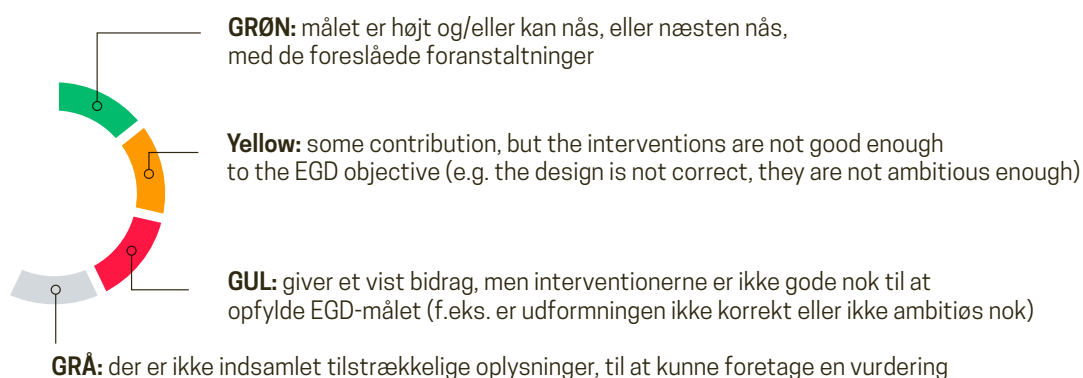 GRØN: målet er højt og/eller kan nås, eller næsten nås,
med de foreslåede foranstaltninger
Yellow: some contribution, but the interventions are not good enough
to the EGD objective (e.g. the design is not correct, they are not ambitious enough)
GUL: giver et vist bidrag, men interventionerne er ikke gode nok til at
opfylde EGD-målet (f.eks. er udformningen ikke korrekt eller ikke ambitiøs nok)
GRÅ: der er ikke indsamlet tilstrækkelige oplysninger, til at kunne foretage en vurdering